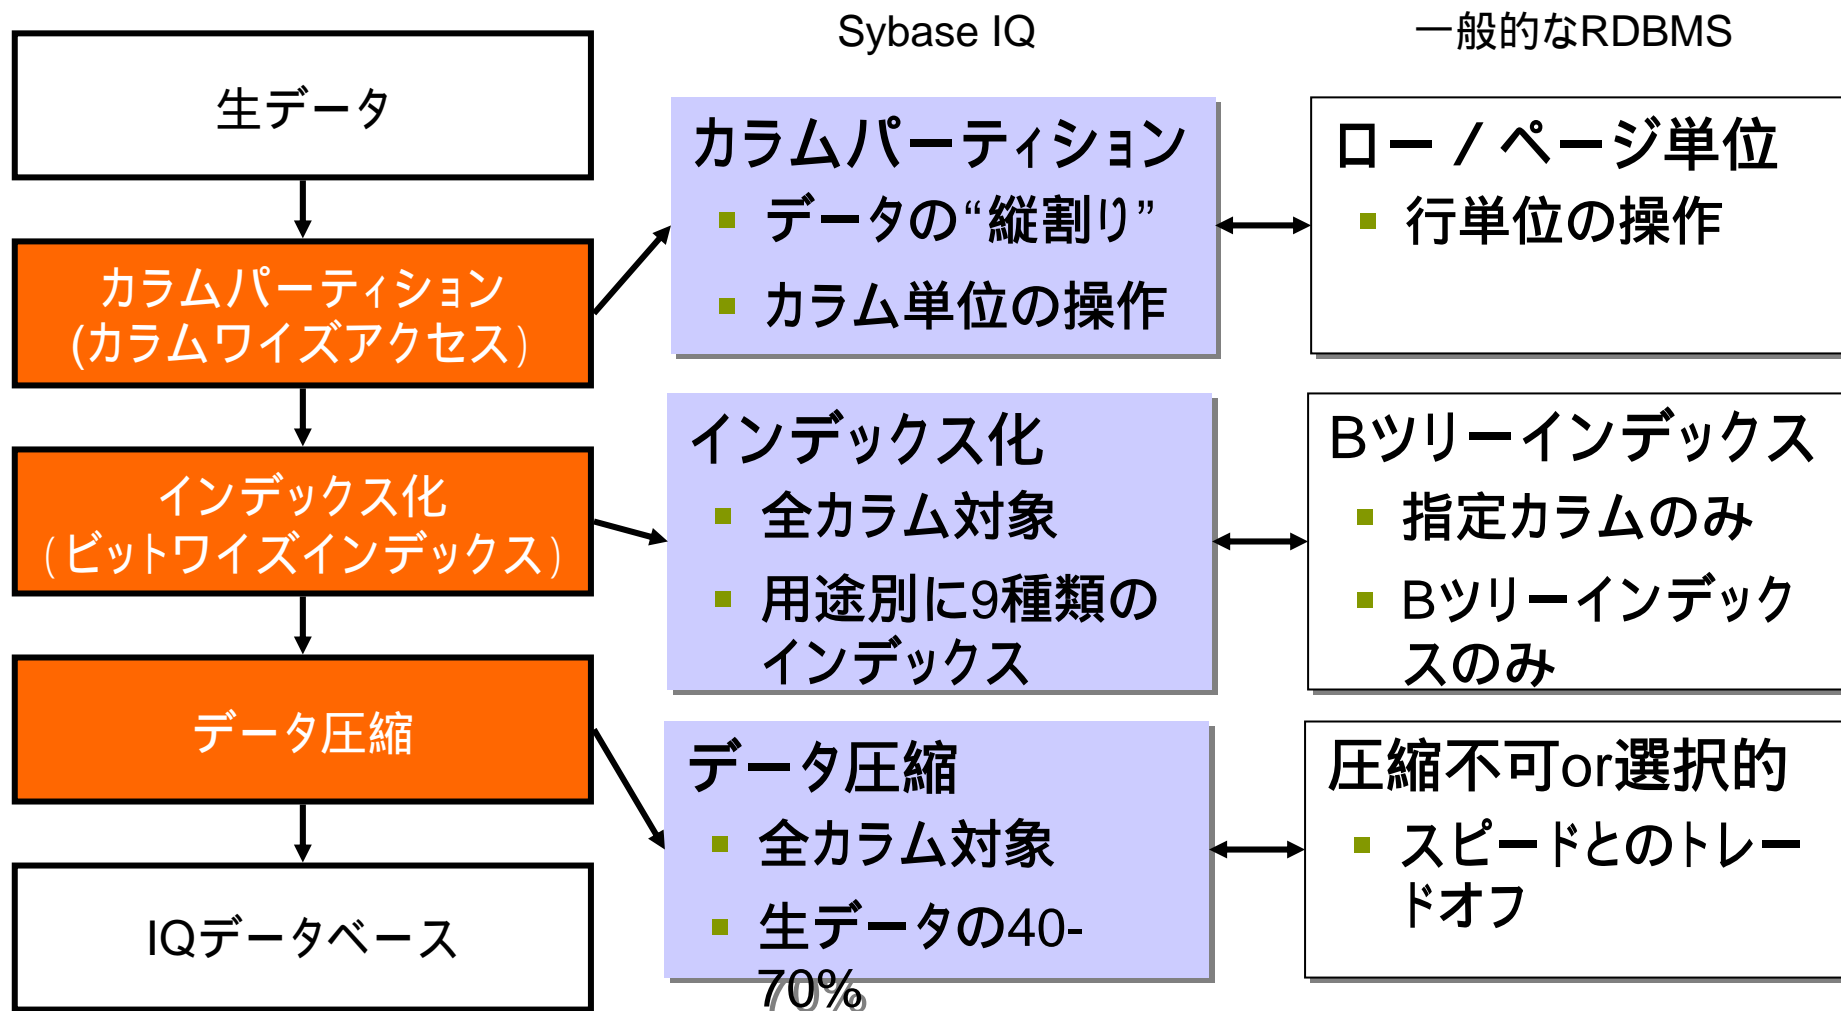 Sybase IQ
一般的なRDBMS
生データ
カラムパーティション
(カラムワイズアクセス)
インデックス化
(ビットワイズインデックス)
データ圧縮
IQデータベース
カラムパーティション
データの“縦割り”
カラム単位の操作
インデックス化
全カラム対象
用途別に9種類の
インデックス
データ圧縮
全カラム対象
生データの40-
70%
ロー / ページ単位
行単位の操作
Bツリーインデックス
指定カラムのみ
Bツリーインデック
スのみ
圧縮不可or選択的
スピードとのトレー
ドオフ